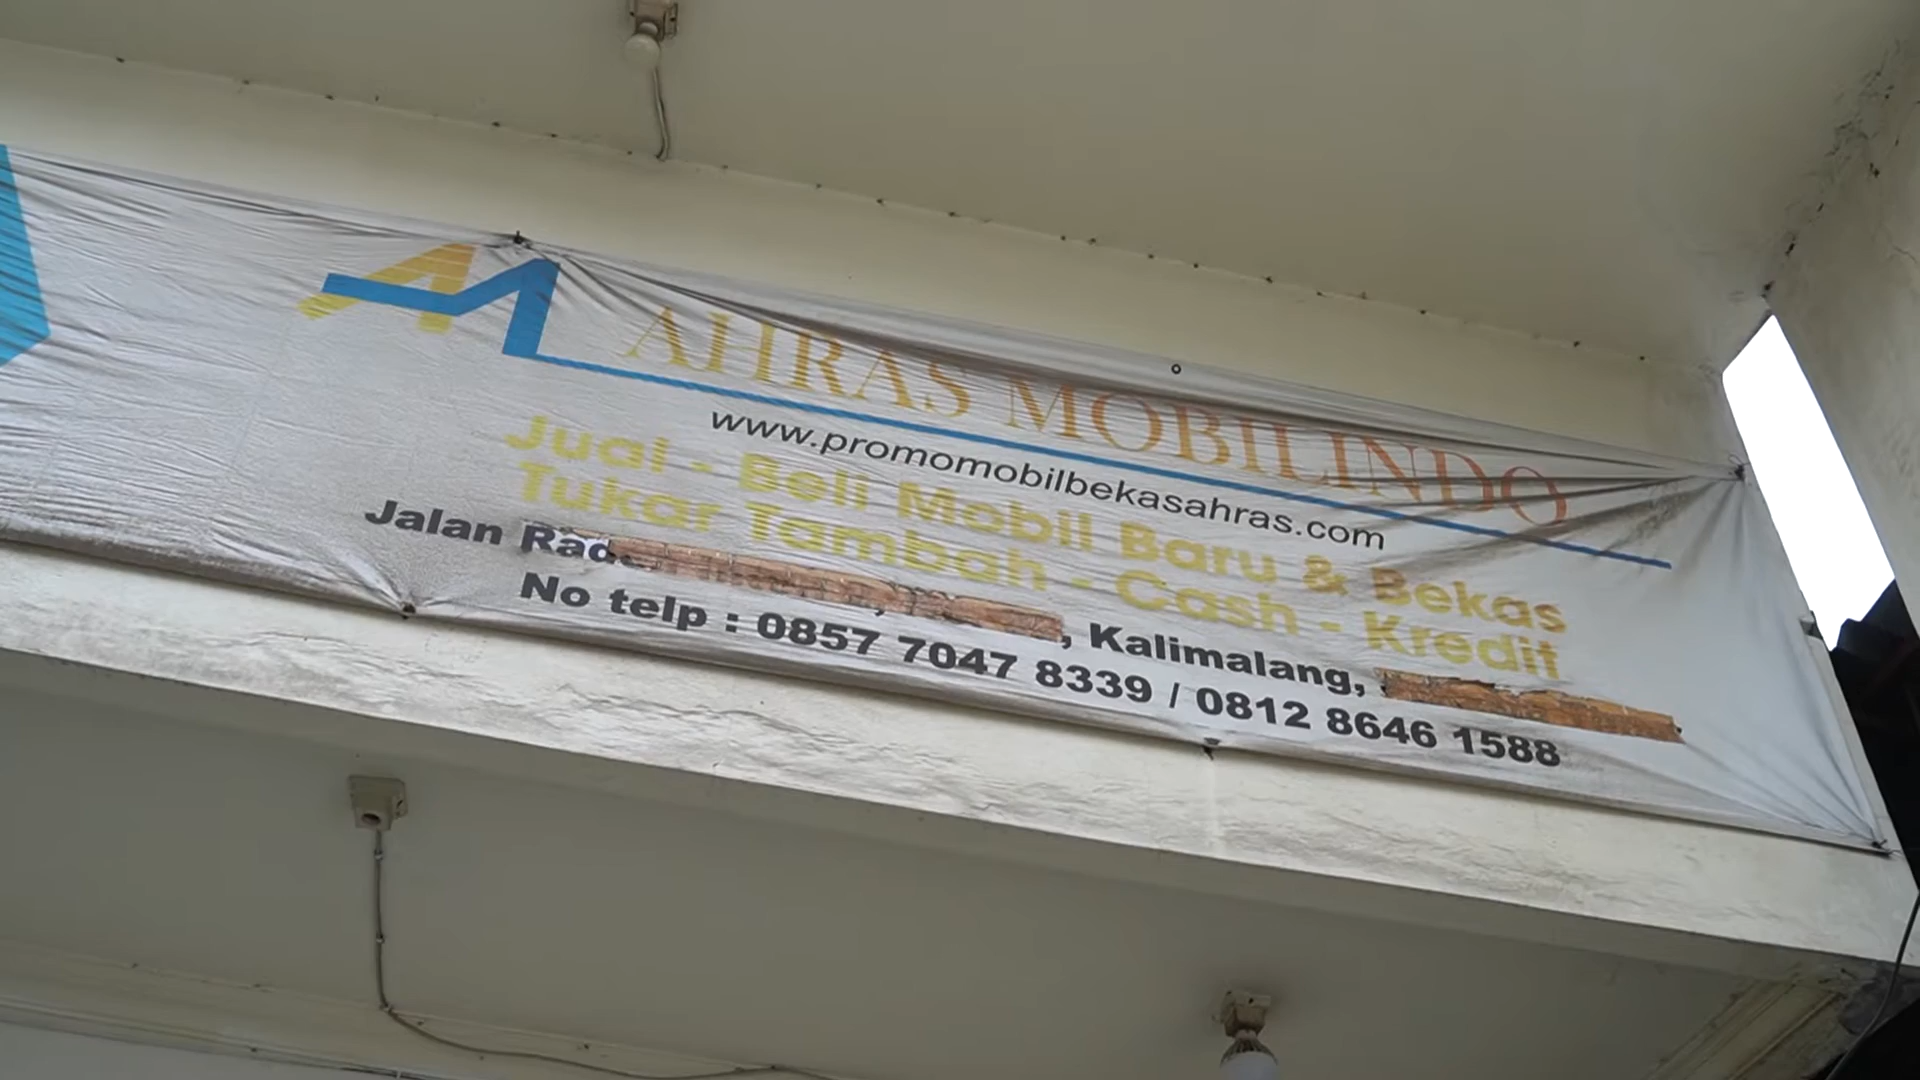 AHRAS MOBILINDO
www.promomobilbekasahras.com
Jual - Beli Mobil Baru & Bekas
Tukar Tambah - Cash - Kredit
Jalan , Kalimalang,
No telp : 0857 7047 8339 / 0812 8646 1588